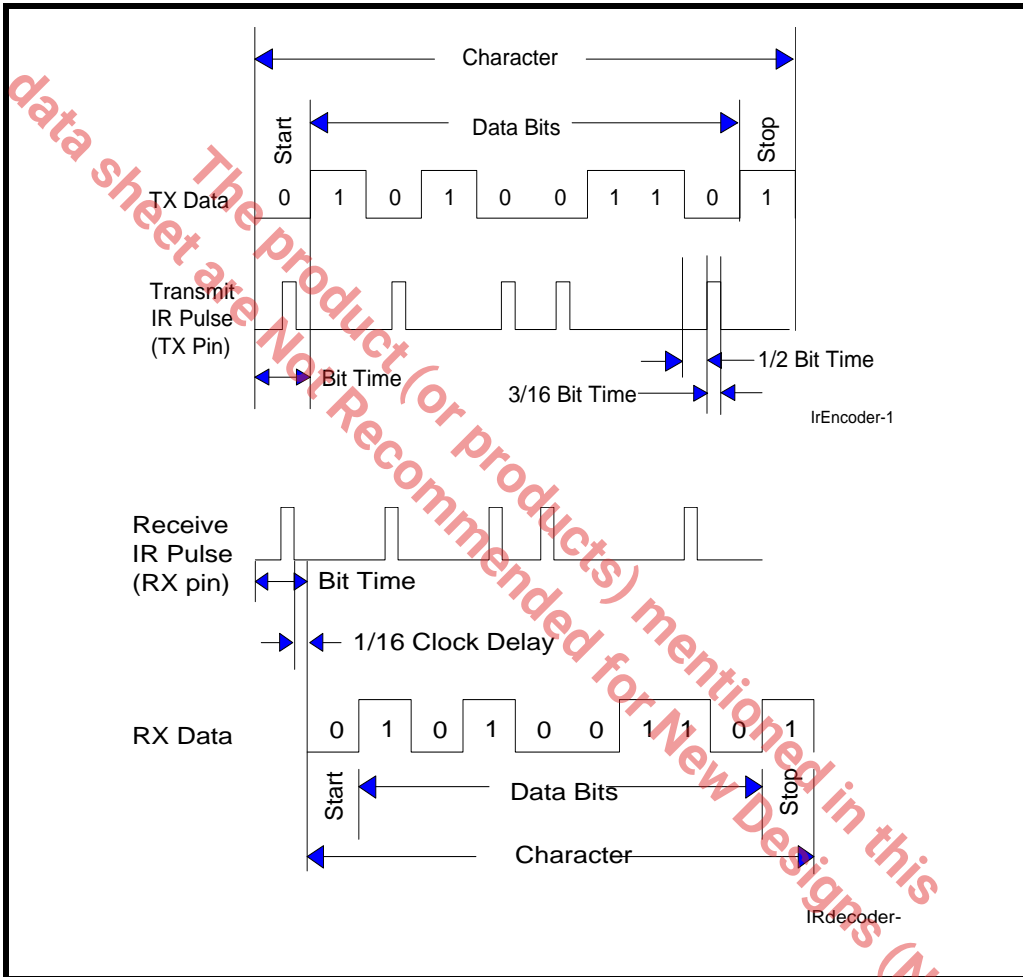 Character
Start
Data Bits
Stop
TX Data
0 1 0 1 0 0 1 1 0 1
Transmit
IR Pulse
(TX Pin)
Bit Time
1/2 Bit Time
3/16 Bit Time
IrEncoder-1
Receive
IR Pulse
(RX pin)
Bit Time
1/16 Clock Delay
RX Data
0 1 0 1 0 0 1 1 0 1
Start
Data Bits
Stop
Character
IRdecoder-
The product (or products) mentioned in this
data sheet are Not Recommended for New Designs (N